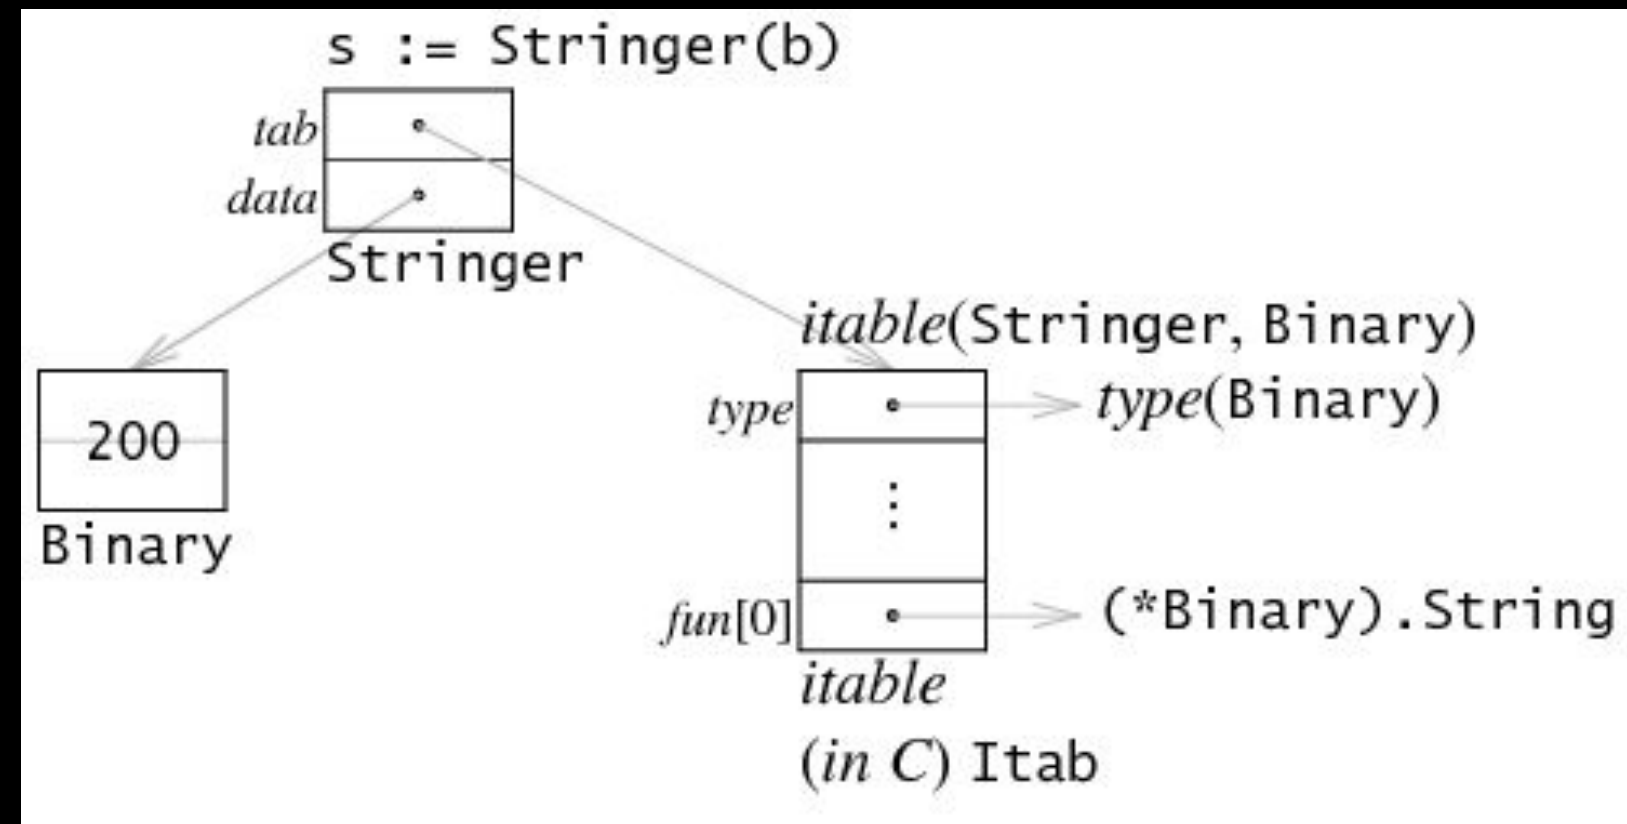 s := Stringer(b)
tab
data
Stringer
itable(Stringer, Binary)
type
type(Binary)
200
Binary
⋮
fun[0]
(*Binary).String
itable
(in C) Itab